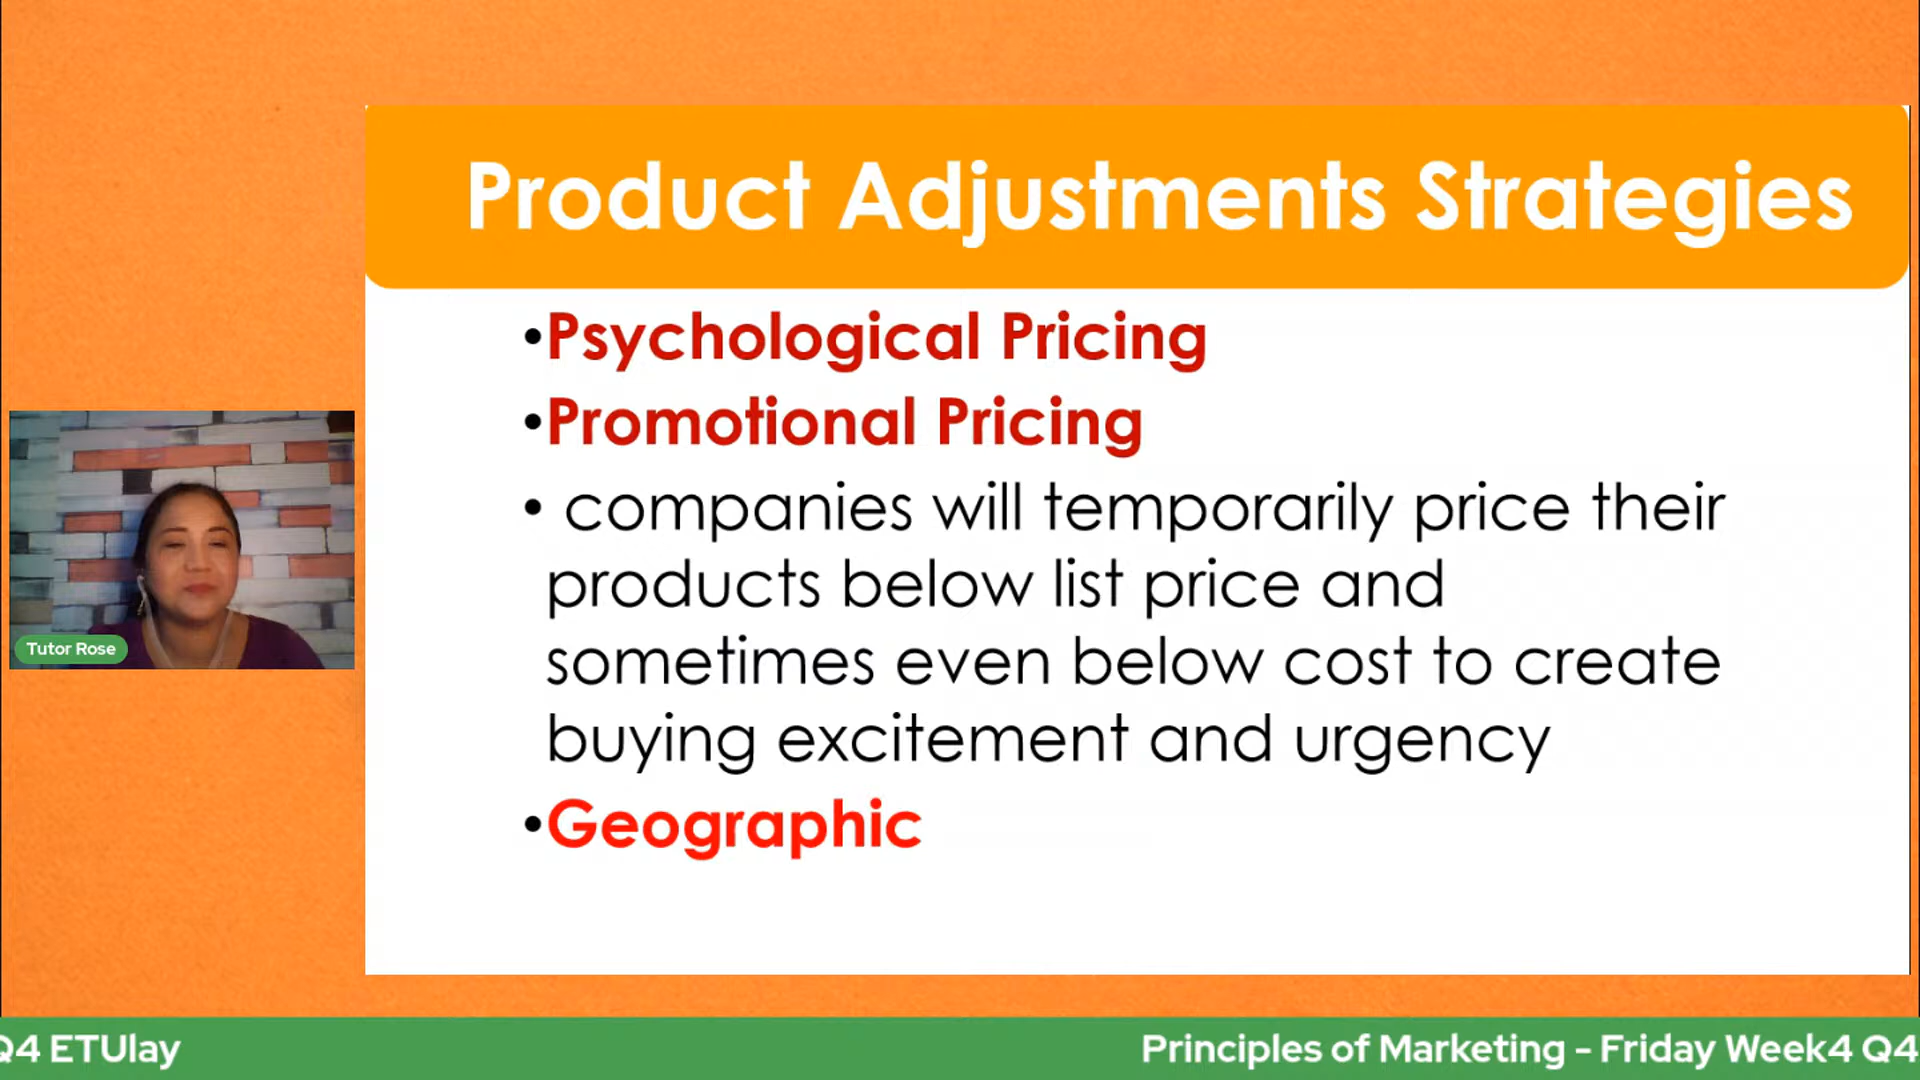 Product Adjustments Strategies
•Psychological Pricing
•Promotional Pricing
• companies will temporarily price their
products below list price and
sometimes even below cost to create
buying excitement and urgency
•Geographic
Tutor Rose
Q4 ETUlay
Principles of Marketing - Friday Week4 Q4